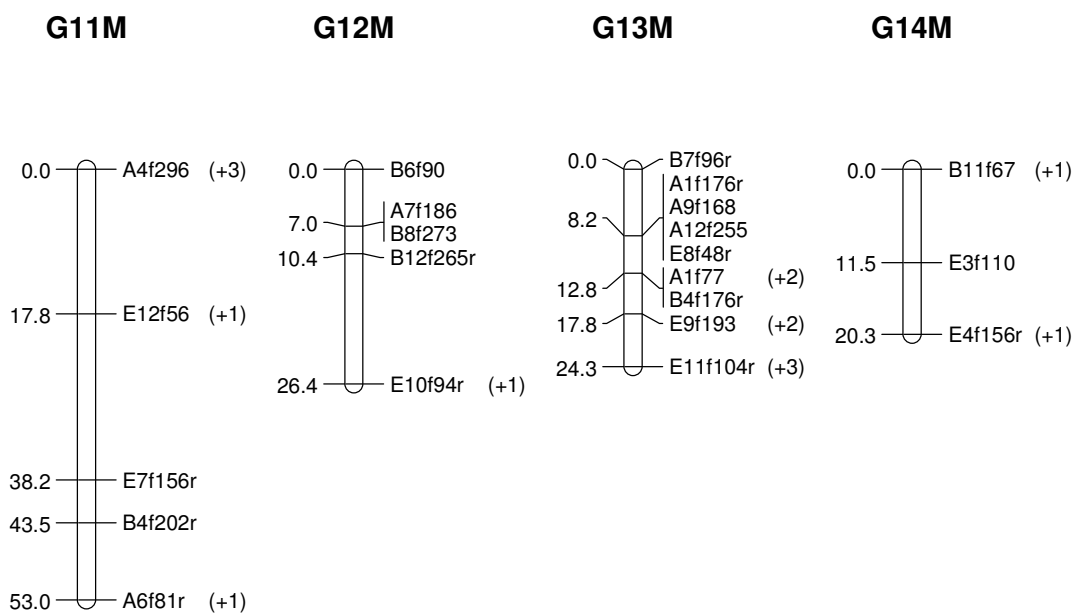 G11M
0.0 A4f296 (+3)
17.8 E12f56 (+1)
38.2 E7f156r
43.5 B4f202r
53.0 A6f81r (+1)
G12M
0.0 B6f90
7.0 A7f186
B8f273
10.4 B12f265r
26.4 E10f94r (+1)
G13M
0.0 B7f96r
A1f176r
8.2 A9f168
A12f255
E8f48r
12.8 A1f77 (+2)
B4f176r
17.8 E9f193 (+2)
24.3 E11f104r (+3)
G14M
0.0 B11f67 (+1)
11.5 E3f110
20.3 E4f156r (+1)